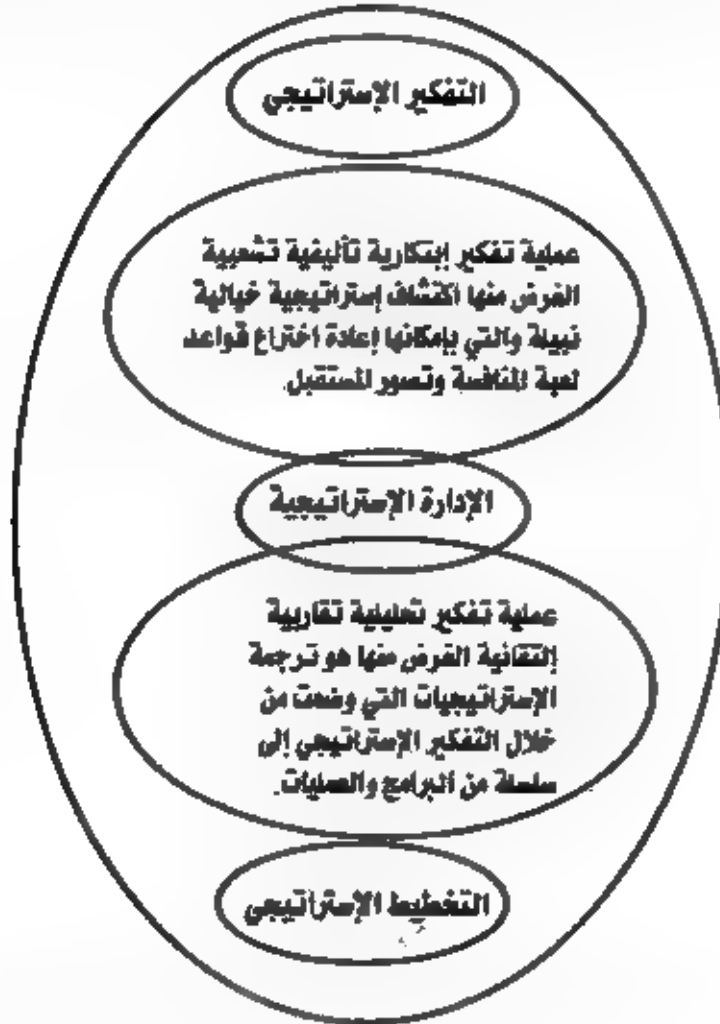 التفكير الإستراتيجي
عملية تفكير إبتكارية تأليفية تشعبية
الغرض منها اكتشاف إستراتيجية خيالية
نبيلة والتي بإمكانها إعادة اختراع قواعد
لعبة المنافسة وتصور المستقبل.
الإدارة الإستراتيجية
عملية تفكير تحليلية تقاربية
إلتقائية الغرض منها هو ترجمة
الإستراتيجيات التي وضعت من
خلال التفكير الإستراتيجي إلى
سلسلة من البرامج والعمليات.
التخطيط الإستراتيجي